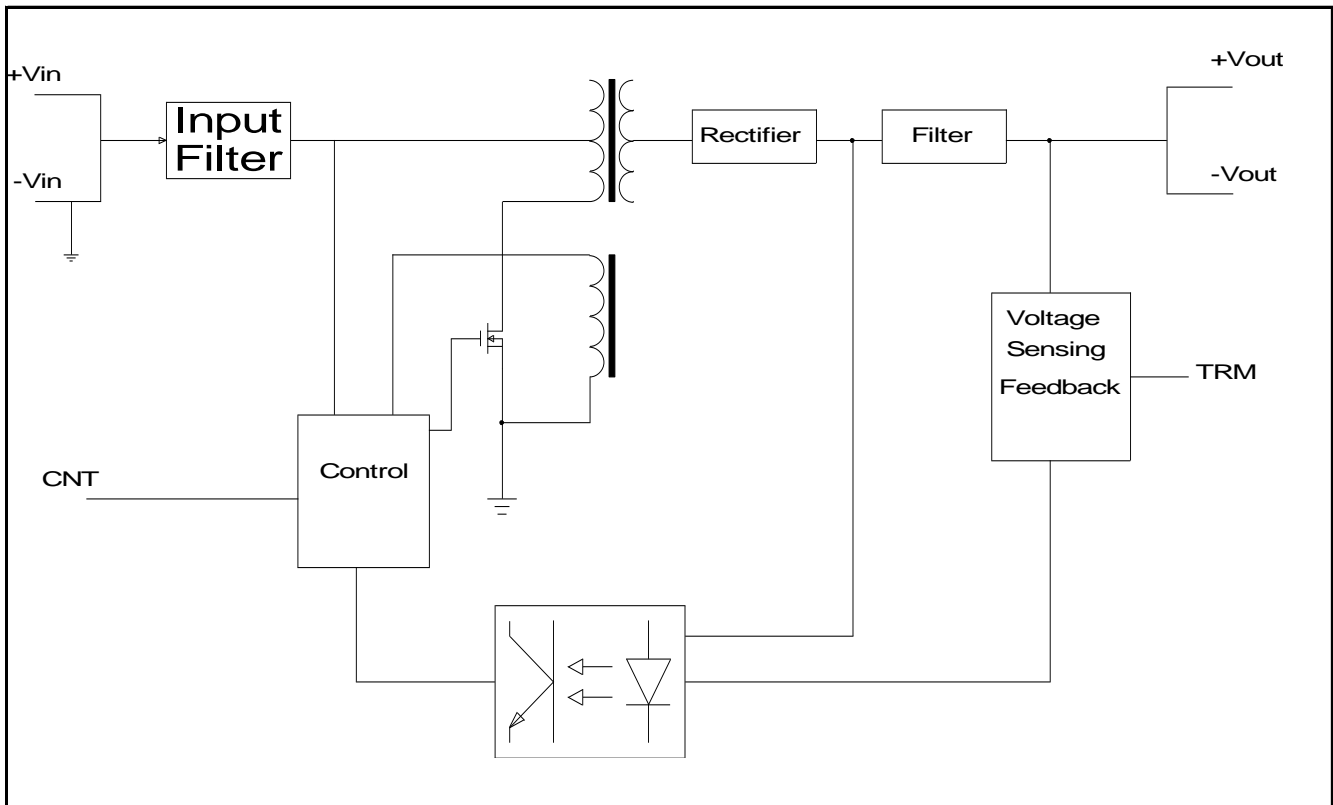 +Vin
Input
Filter
-Vin
Rectifier
Filter
+Vout
-Vout
Voltage
Sensing
Feedback
TRM
Control
CNT